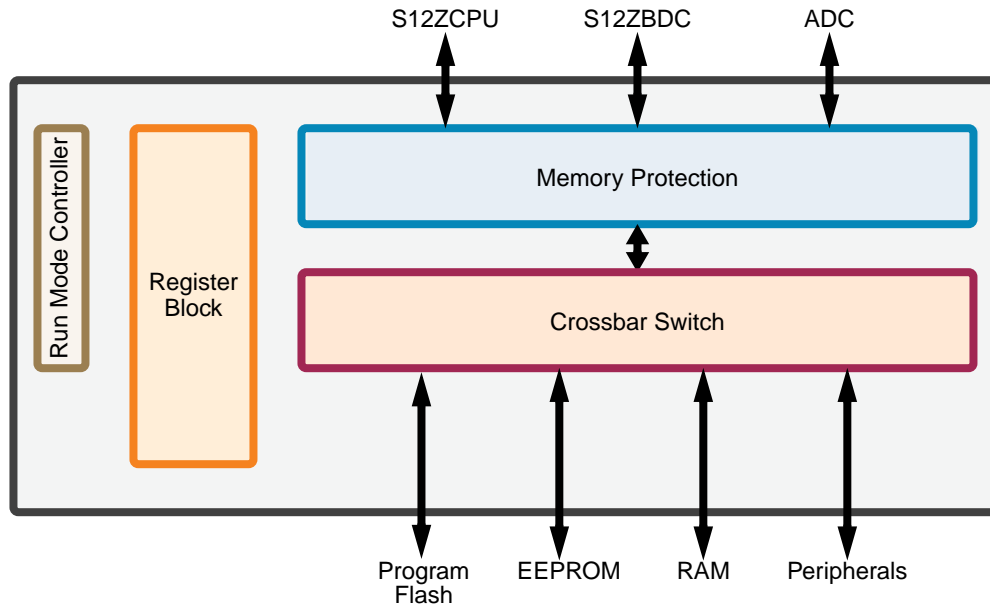 S12ZCPU
S12ZBDC
ADC
Run Mode Controller
Register
Block
Memory Protection
Crossbar Switch
Program
Flash
EEPROM
RAM
Peripherals